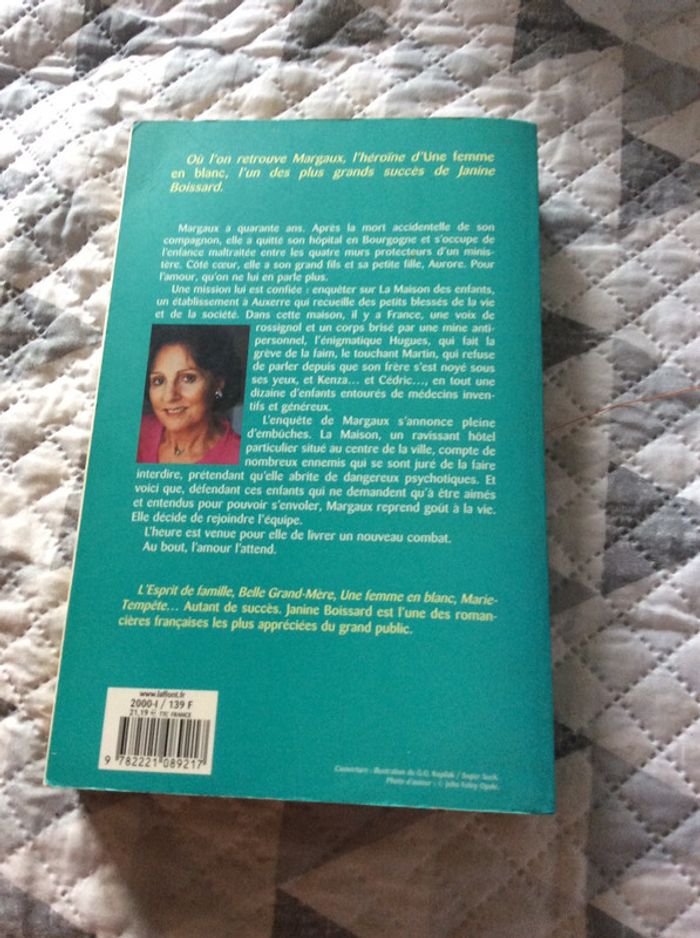 Où l'on retrouve Margaux, l'héroïne d'Une femme
en blanc, l'un des plus grands succès de Janine
Boissard.
Margaux a quarante ans. Après la mort accidentelle de son
compagnon, elle a quitté son hôpital en Bourgogne et s'occupe de
l'enfance maltraitée entre les quatre murs protecteurs d'un minis-
tère. Côté cœur, elle a son grand fils et sa petite fille, Aurore. Pour
l'amour, qu'on ne lui en parle plus.
Une mission lui est confiée : enquêter sur La Maison des enfants,
un établissement à Auxerre qui recueille des petits blessés de la vie
et de la société. Dans cette maison, il y a France, une voix de
rossignol et un corps brisé par une mine anti-
personnel, l'énigmatique Hugues, qui fait la
grève de la faim, le touchant Martin, qui refuse
de parler depuis que son frère s'est noyé sous
ses yeux, et Kenza... et Cédric..., en tout une
dizaine d'enfants entourés de médecins inven-
tifs et généreux.
L'enquête de Margaux s'annonce pleine
d'embûches. La Maison, un ravissant hôtel
particulier situé au centre de la ville, compte de
nombreux ennemis qui se sont juré de la faire
interdire, prétendant qu'elle abrite de dangereux psychotiques. Et
voici que, défendant ces enfants qui ne demandent qu'à être aimés
et entendus pour pouvoir s'envoler, Margaux reprend goût à la vie.
Elle décide de rejoindre l'équipe.
L'heure est venue pour elle de livrer un nouveau combat.
Au bout, l'amour l'attend.
L'Esprit de famille, Belle Grand-Mère, Une femme en blanc, Marie-
Tempête... Autant de succès. Janine Boissard est l'une des roman-
cières françaises les plus appréciées du grand public.
www.laffont.fr
2000-I / 139 F
21,19 € TTC FRANCE
9 782221 089217
Couverture : illustration de G.G. Kopilak /
Photo d'auteur : © John Foley Opale.